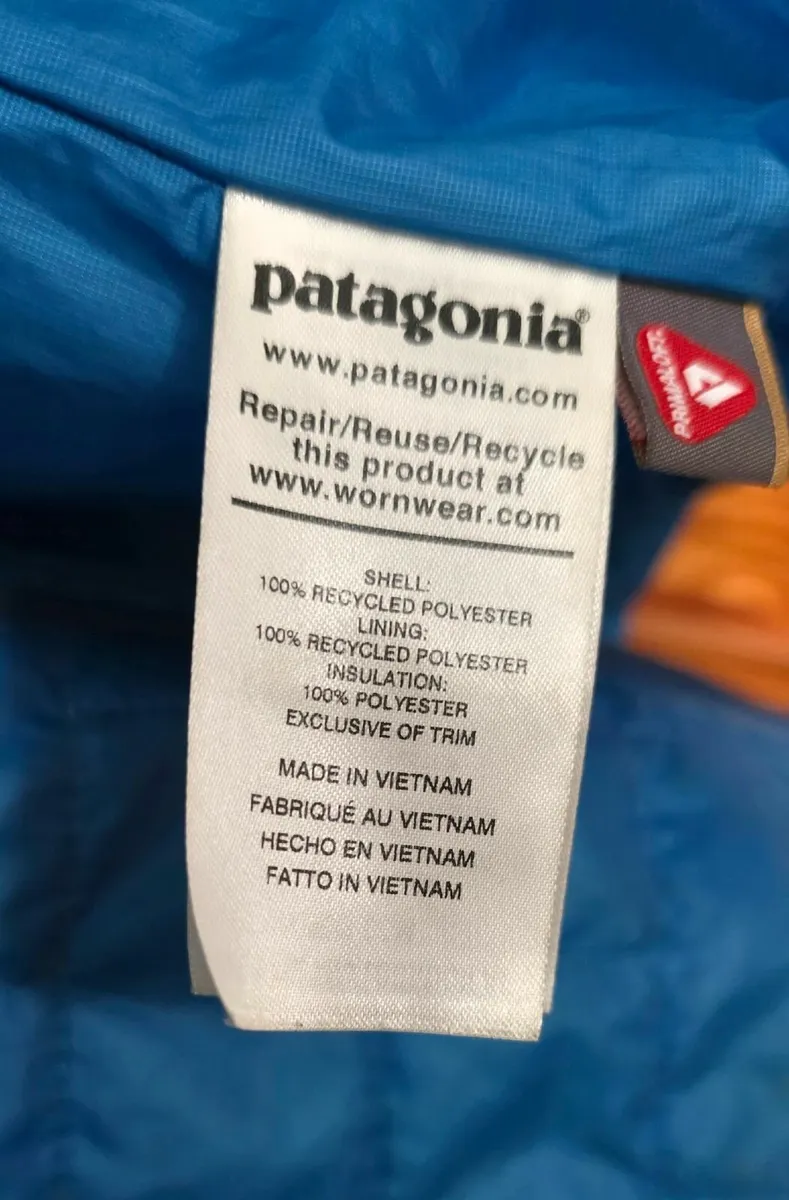 patagonia®
www.patagonia.com
Repair/Reuse/Recycle
this product at
www.wornwear.com
SHELL:
100% RECYCLED POLYESTER
LINING:
100% RECYCLED POLYESTER
INSULATION:
100% POLYESTER
EXCLUSIVE OF TRIM
MADE IN VIETNAM
FABRIQUÉ AU VIETNAM
HECHO EN VIETNAM
FATTO IN VIETNAM
PRIMALOFT